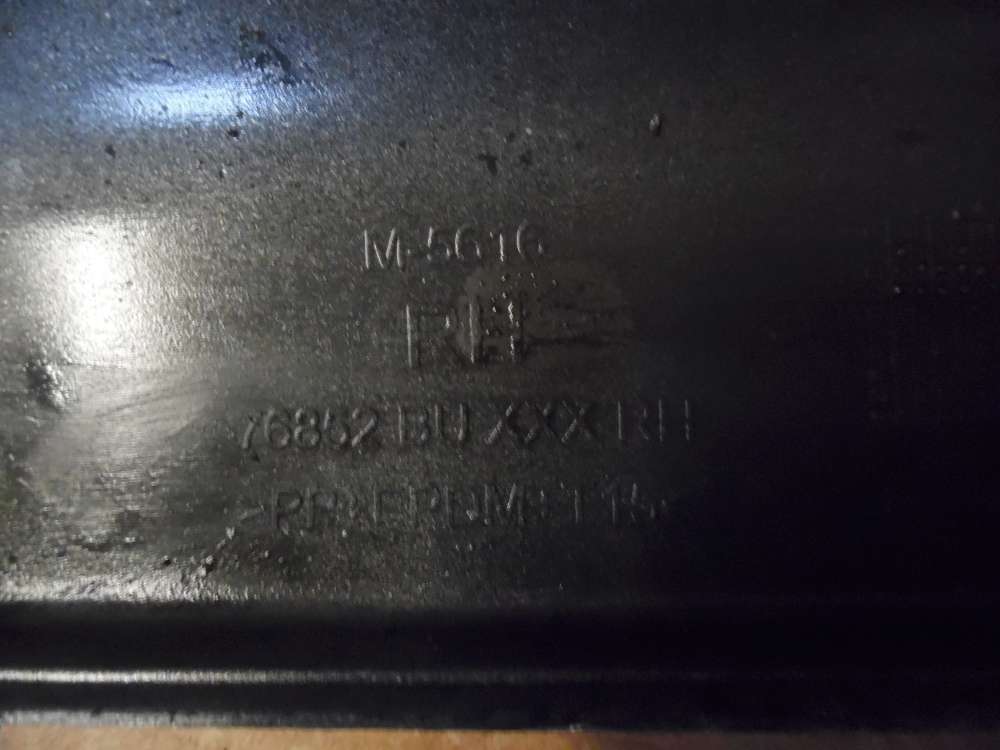 M-5616
RH
76852 BU XXX RH
>PP+EPDM-T15<